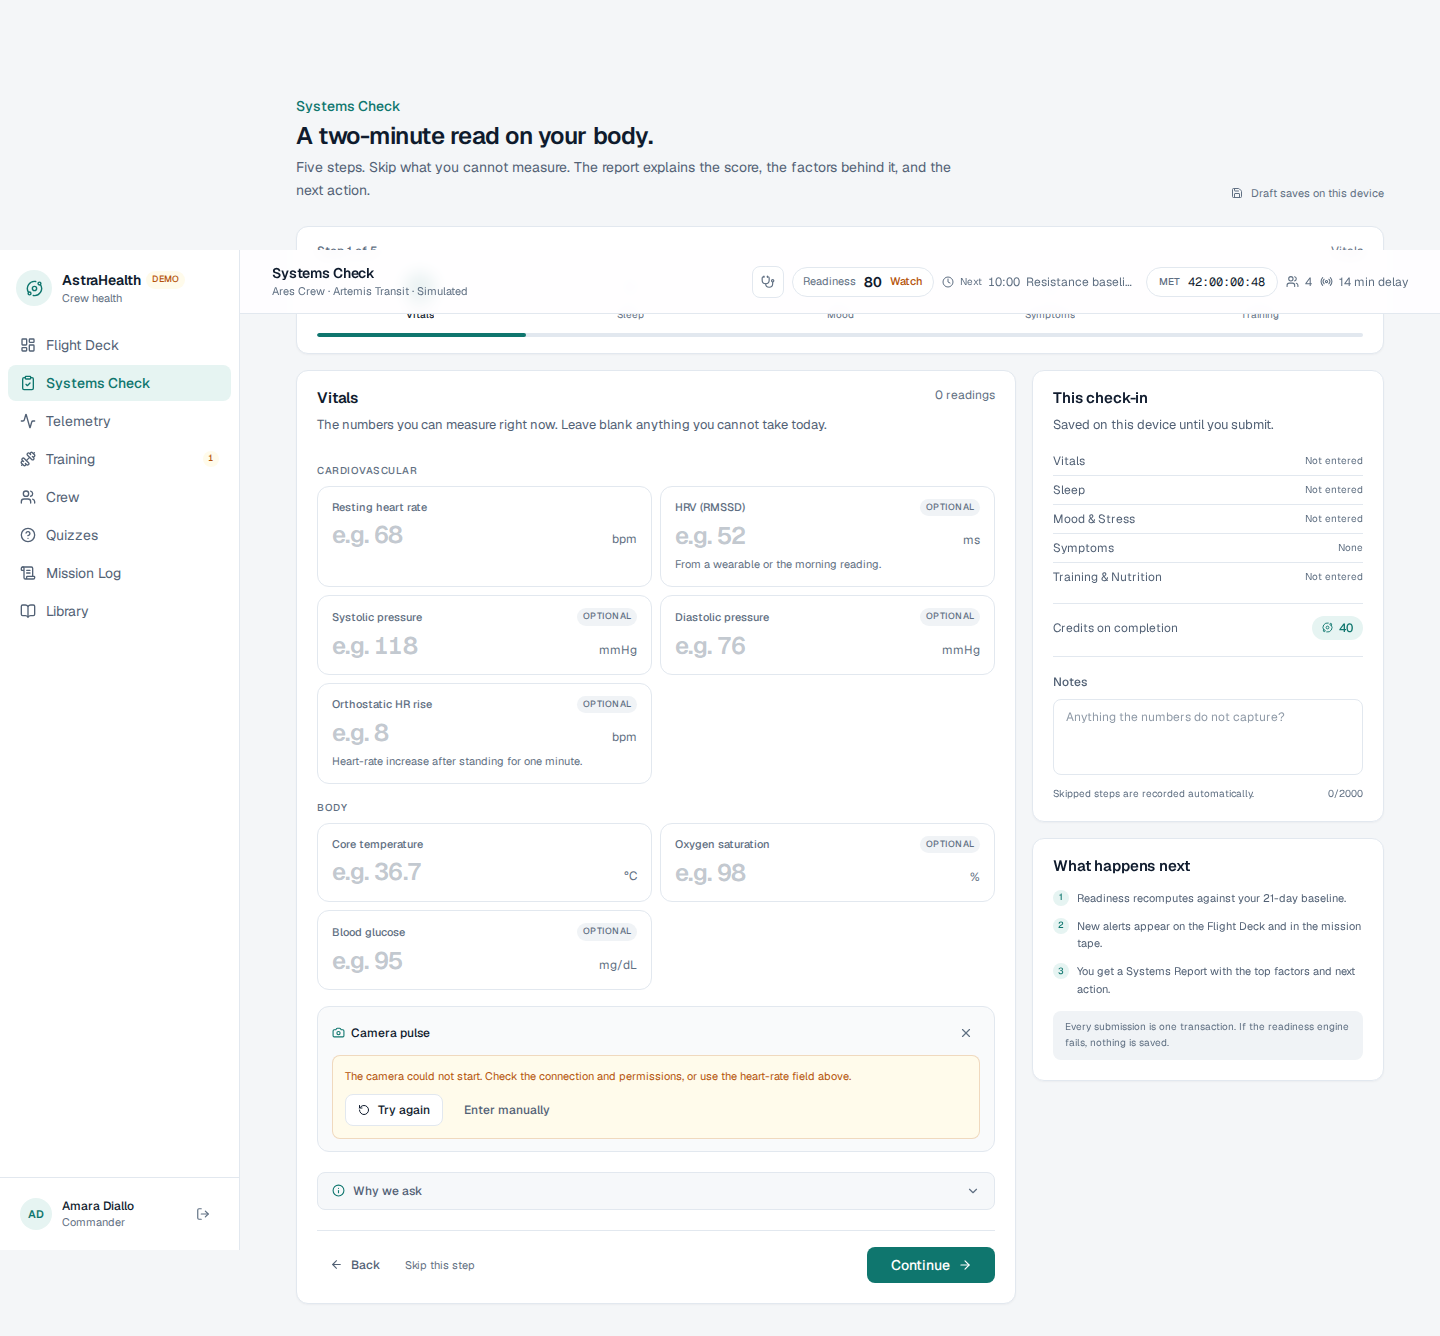 Systems Check
A two-minute read on your body.
Five steps. Skip what you cannot measure. The report explains the score, the factors behind it, and the
next action.
Draft saves on this device
AstraHealth DEMO
Crew health
Flight Deck
Systems Check
Telemetry
Training 1
Crew
Quizzes
Mission Log
Library
AD
Amara Diallo
Commander
Systems Check
Ares Crew · Artemis Transit · Simulated
Readiness 80 Watch
Next 10:00 Resistance baseli...
MET 42:00:00:48
4
14 min delay
Step 1 of 5
Vitals
Vitals
Sleep
Mood
Symptoms
Training
Vitals
0 readings
The numbers you can measure right now. Leave blank anything you cannot take today.
CARDIOVASCULAR
Resting heart rate
e.g. 68
bpm
HRV (RMSSD)
OPTIONAL
e.g. 52
ms
From a wearable or the morning reading.
Systolic pressure
OPTIONAL
e.g. 118
mmHg
Diastolic pressure
OPTIONAL
e.g. 76
mmHg
Orthostatic HR rise
OPTIONAL
e.g. 8
bpm
Heart-rate increase after standing for one minute.
BODY
Core temperature
e.g. 36.7
°C
Oxygen saturation
OPTIONAL
e.g. 98
%
Blood glucose
OPTIONAL
e.g. 95
mg/dL
Camera pulse
The camera could not start. Check the connection and permissions, or use the heart-rate field above.
Try again
Enter manually
Why we ask
Back
Skip this step
Continue
This check-in
Saved on this device until you submit.
Vitals Not entered
Sleep Not entered
Mood & Stress Not entered
Symptoms None
Training & Nutrition Not entered
Credits on completion 40
Notes
Anything the numbers do not capture?
Skipped steps are recorded automatically. 0/2000
What happens next
1 Readiness recomputes against your 21-day baseline.
2 New alerts appear on the Flight Deck and in the mission
tape.
3 You get a Systems Report with the top factors and next
action.
Every submission is one transaction. If the readiness engine
fails, nothing is saved.